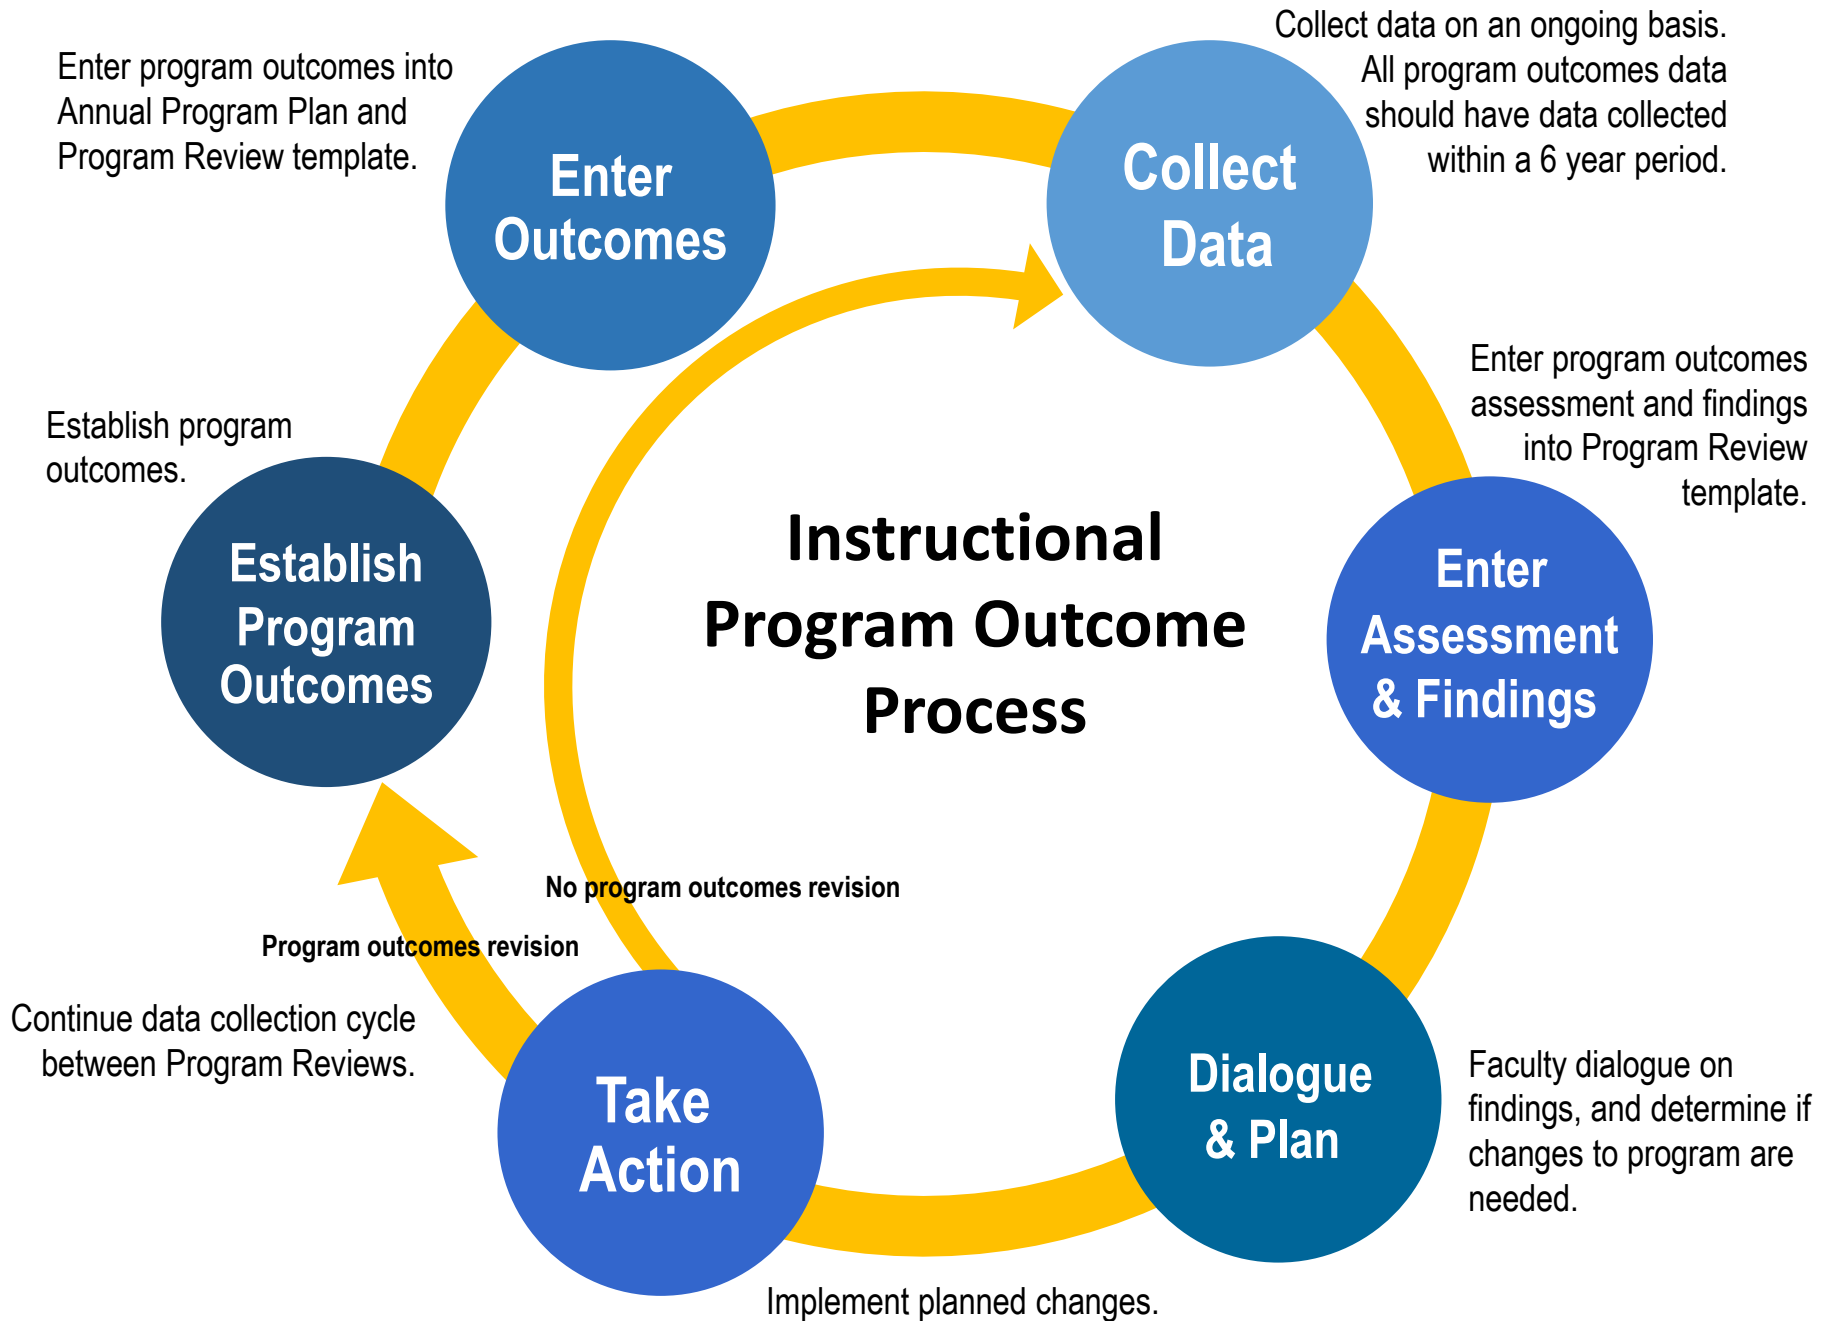 Enter program outcomes into
Annual Program Plan and
Program Review template.
Enter
Outcomes
Collect data on an ongoing basis.
All program outcomes data
should have data collected
within a 6 year period.
Collect
Data
Enter program outcomes
assessment and findings
into Program Review
template.
Establish program
outcomes.
Establish
Program
Outcomes
Instructional
Program Outcome
Process
Enter
Assessment
& Findings
No program outcomes revision
Program outcomes revision
Continue data collection cycle
between Program Reviews.
Take
Action
Dialogue
& Plan
Faculty dialogue on
findings, and determine if
changes to program are
needed.
Implement planned changes.